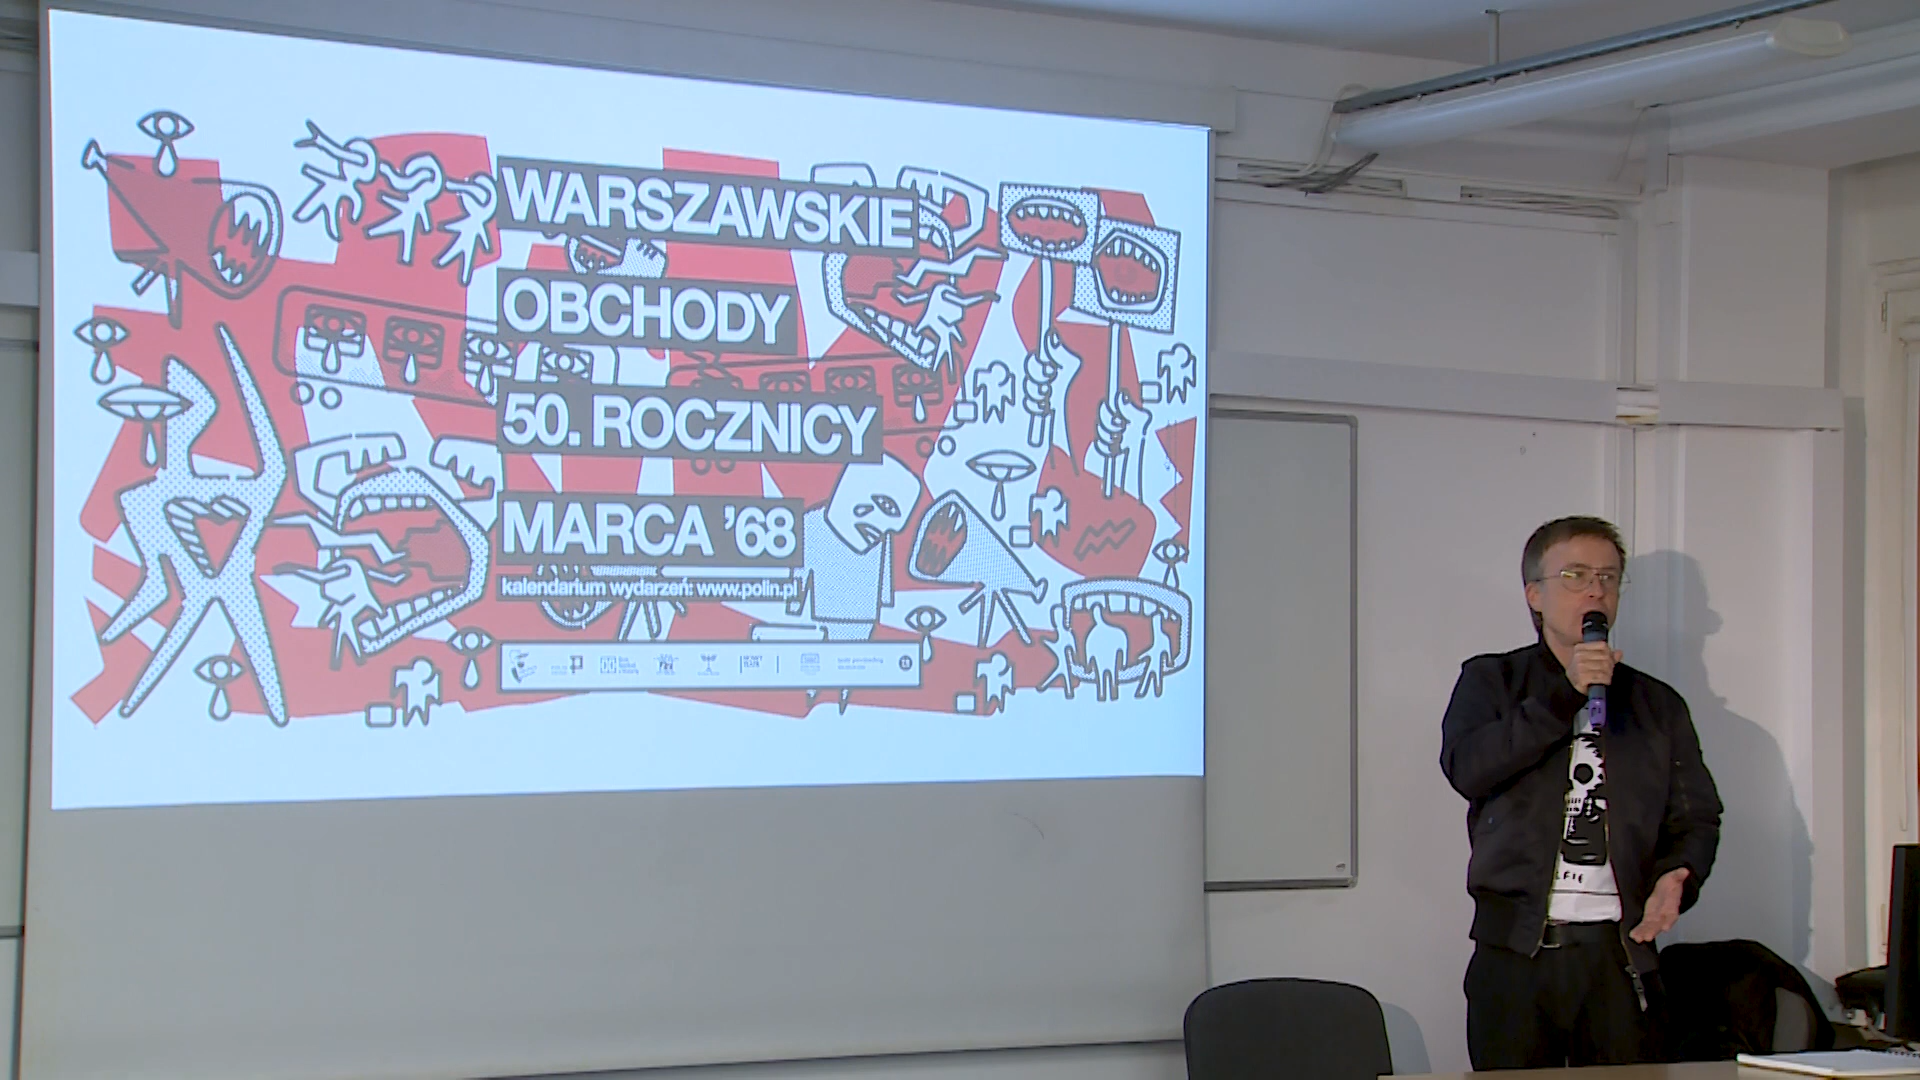 WARSZAWSKIE
OBCHODY
50. ROCZNICY
MARCA ’68
kalendarium wydarzeń: www.polin.pl